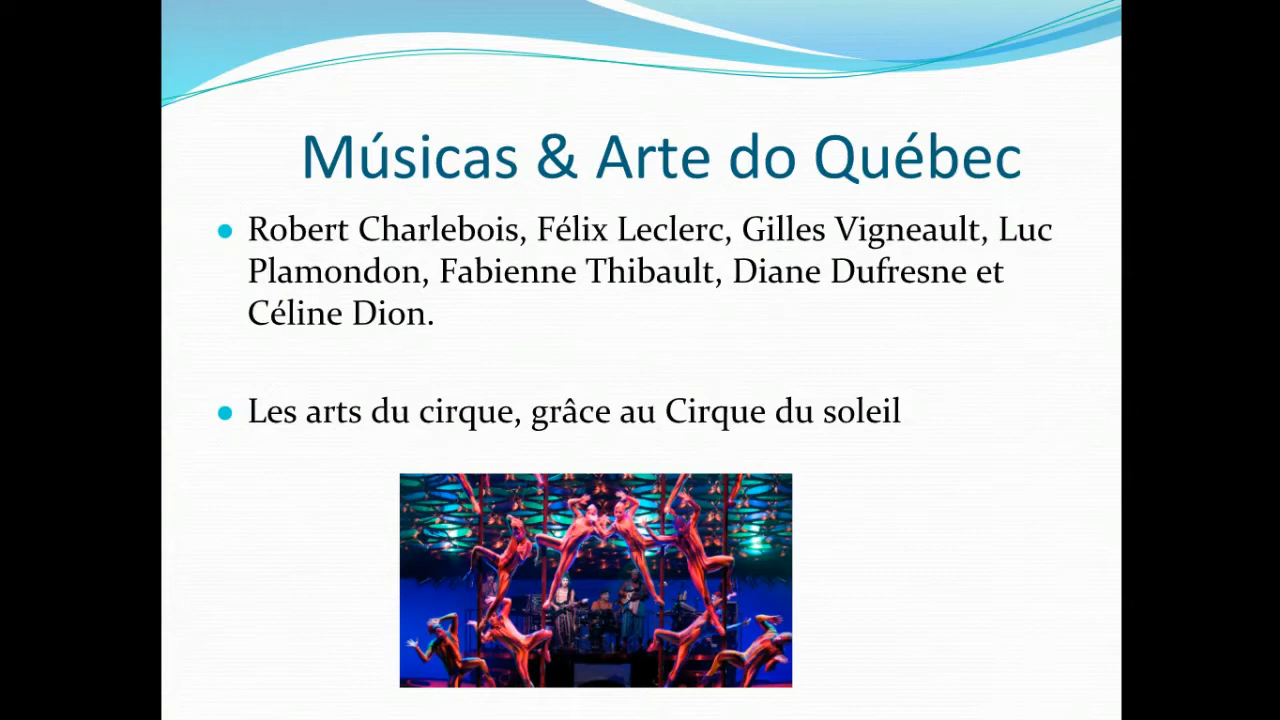 Músicas & Arte do Québec
Robert Charlebois, Félix Leclerc, Gilles Vigneault, Luc
Plamondon, Fabienne Thibault, Diane Dufresne et
Céline Dion.
Les arts du cirque, grâce au Cirque du soleil